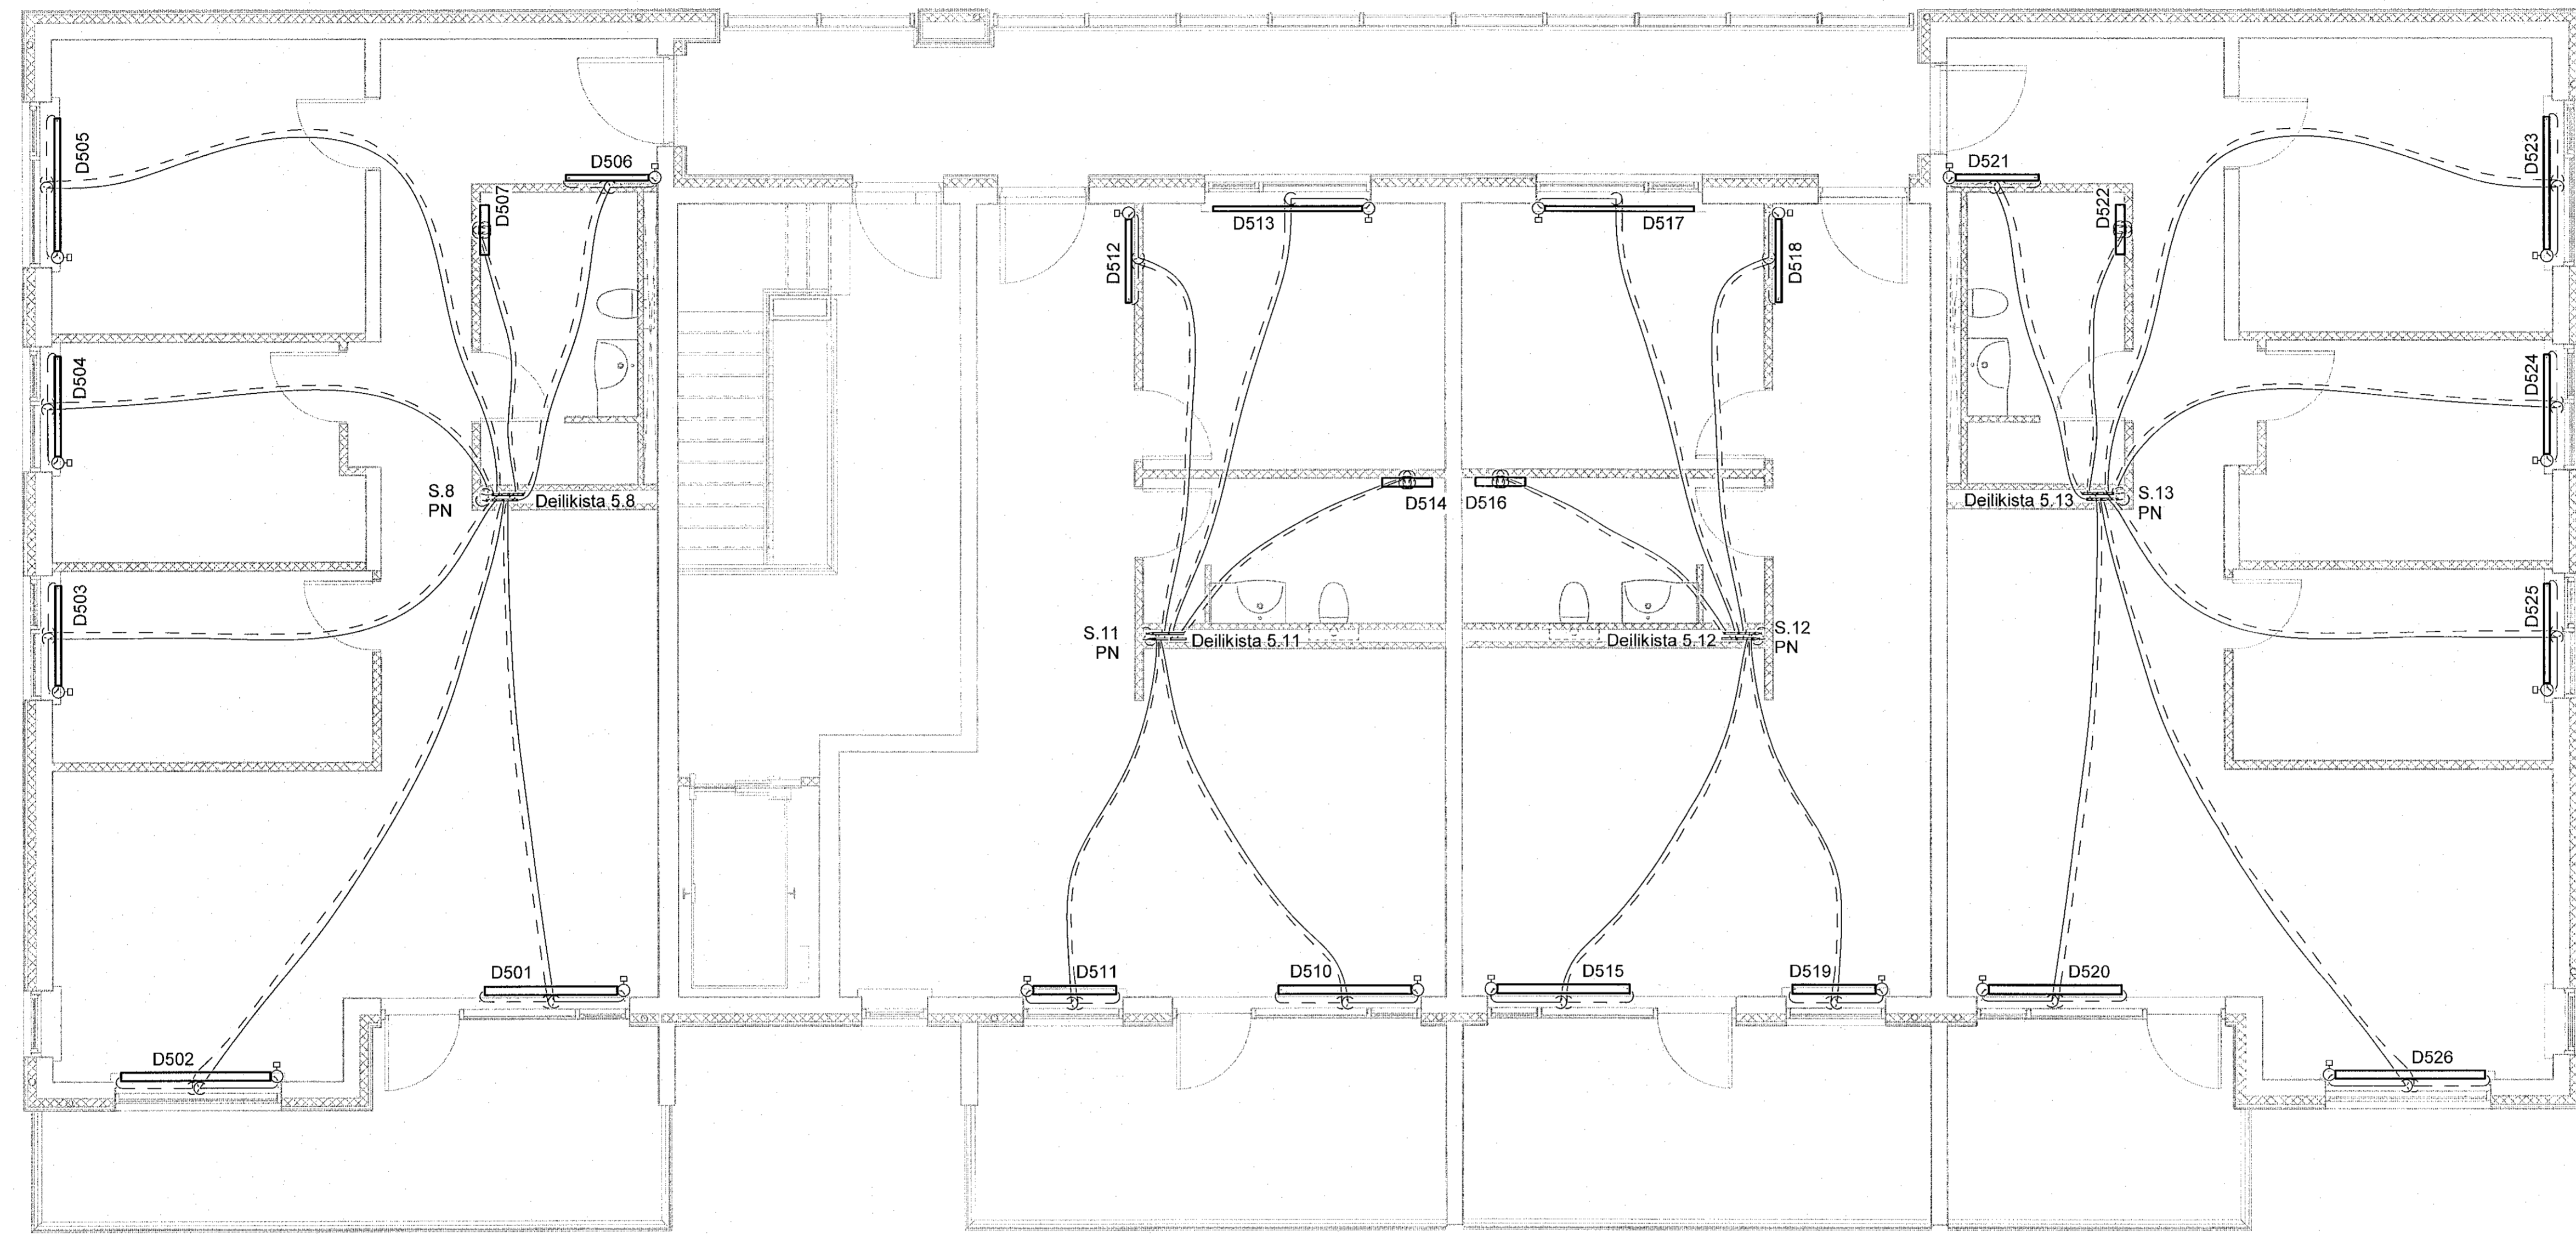 D505
D506
D507
D504
S.8
PN
Deilikista 5.8
D503
D501
D502
D512
D513
D517
D518
D514
D516
S.11
PN
Deilikista 5.11
Deilikista 5.12
S.12
PN
D511
D510
D515
D519
D521
D522
D523
D524
Deilikista 5.13
S.13
PN
D525
D520
D526